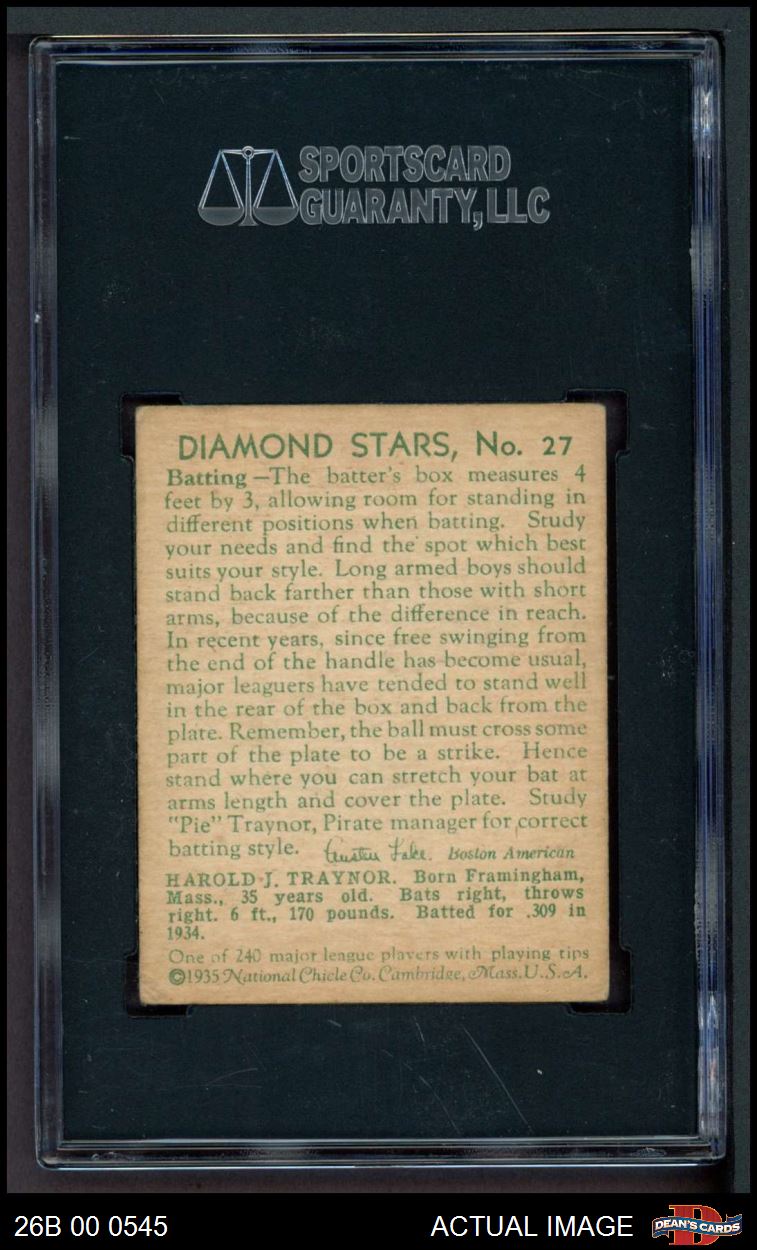 SPORTSCARD
GUARANTY, LLC
DIAMOND STARS, No. 27
Batting —The batter's box measures 4
feet by 3, allowing room for standing in
different positions when batting. Study
your needs and find the spot which best
suits your style. Long armed boys should
stand back farther than those with short
arms, because of the difference in reach.
In recent years, since free swinging from
the end of the handle has become usual,
major leaguers have tended to stand well
in the rear of the box and back from the
plate. Remember, the ball must cross some
part of the plate to be a strike. Hence
stand where you can stretch your bat at
arms length and cover the plate. Study
"Pie" Traynor, Pirate manager for correct
batting style. Austen Lake. Boston American
HAROLD J. TRAYNOR. Born Framingham,
Mass., 35 years old. Bats right, throws
right. 6 ft., 170 pounds. Batted for .309 in
1934.
One of 240 major league players with playing tips
©1935 National Chicle Co. Cambridge, Mass. U.S.A.
26B 00 0545
ACTUAL IMAGE
DEAN'S CARDS